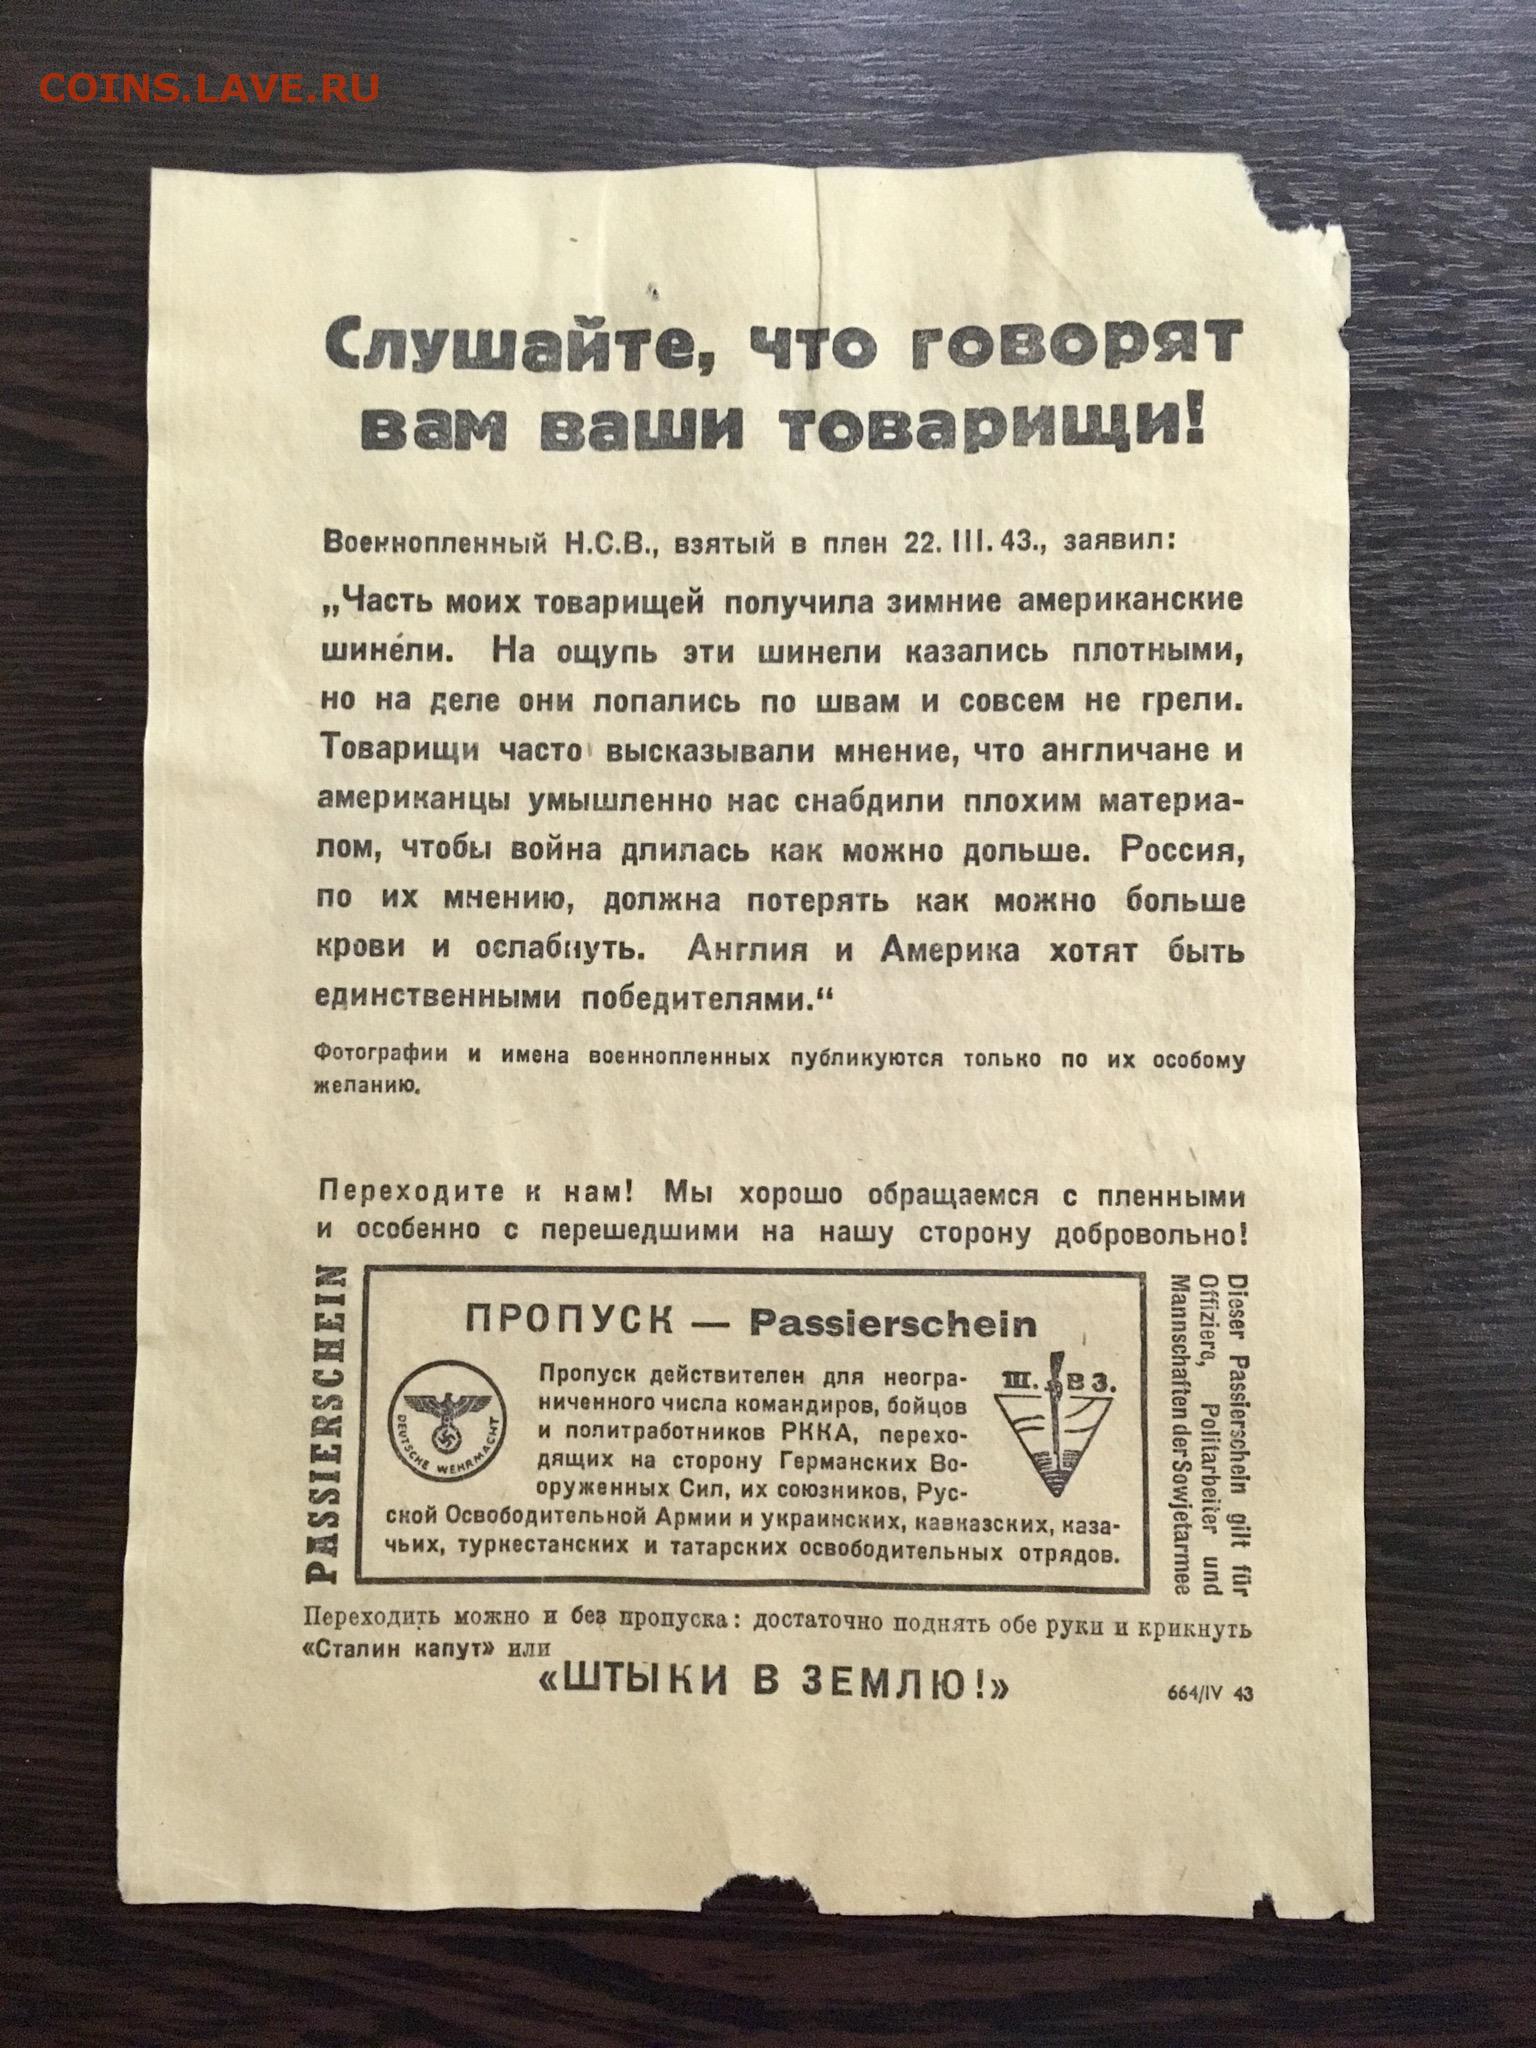 COINS.LAVE.RU
Слушайте, что говорят
вам ваши товарищи!
Военнопленный Н.С.В., взятый в плен 22. III. 43., заявил:
„Часть моих товарищей получила зимние американские
шине́ли. На ощупь эти шинели казались плотными,
но на деле они лопались по швам и совсем не грели.
Товарищи часто высказывали мнение, что англичане и
американцы умышленно нас снабдили плохим материа-
лом, чтобы война длилась как можно дольше. Россия,
по их мнению, должна потерять как можно больше
крови и ослабнуть. Англия и Америка хотят быть
единственными победителями.“
Фотографии и имена военнопленных публикуются только по их особому
желанию.
Переходите к нам! Мы хорошо обращаемся с пленными
и особенно с перешедшими на нашу сторону добровольно!
PASSIERSCHEIN
ПРОПУСК — Passierschein
DEUTSCHE WEHRMACHT
Пропуск действителен для неогра-
ниченного числа командиров, бойцов
и политработников РККА, перехо-
дящих на сторону Германских Во-
оруженных Сил, их союзников, Рус-
ской Освободительной Армии и украинских, кавказских, каза-
чьих, туркестанских и татарских освободительных отрядов.
Ш. В З.
Dieser Passierschein gilt für
Offiziere, Politarbeiter und
Mannschaften der Sowjetarmee
Переходить можно и без пропуска: достаточно поднять обе руки и крикнуть
«Сталин капут» или
«ШТЫКИ В ЗЕМЛЮ!»
664/IV 43